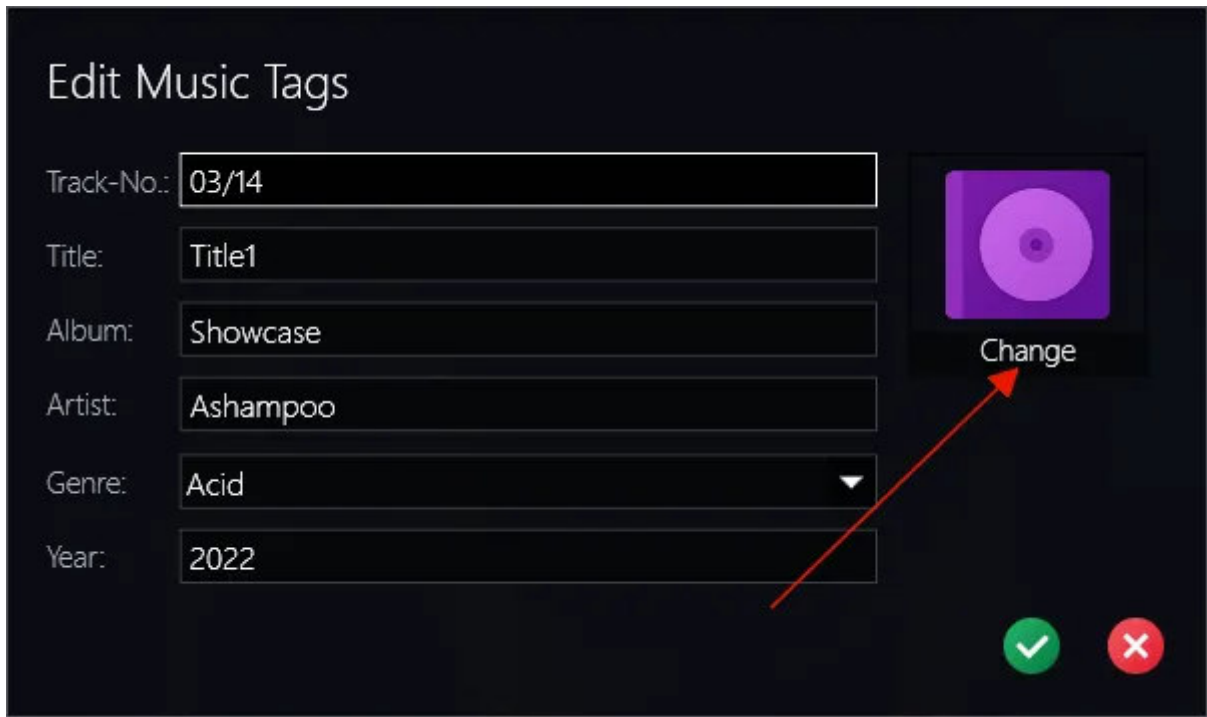 Edit Music Tags
Track-No.: 03/14
Title: Title1
Album: Showcase
Change
Artist: Ashampoo
Genre: Acid
Year: 2022